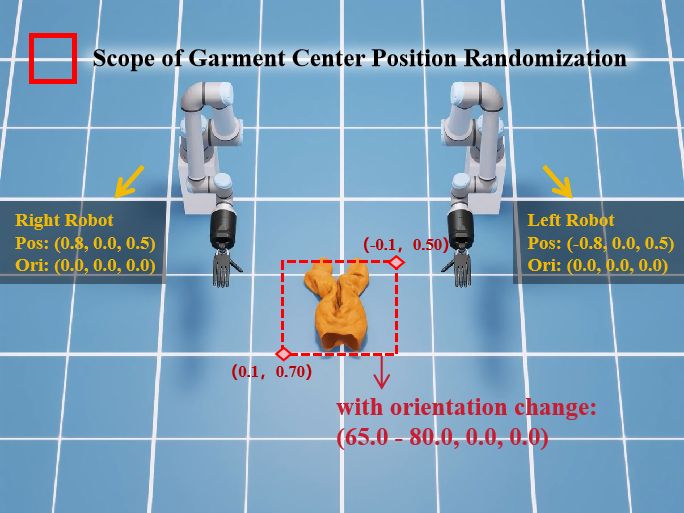 Scope of Garment Center Position Randomization
Right Robot
Pos: (0.8, 0.0, 0.5)
Ori: (0.0, 0.0, 0.0)
Left Robot
Pos: (-0.8, 0.0, 0.5)
Ori: (0.0, 0.0, 0.0)
(-0.1, 0.50)
(0.1, 0.70)
with orientation change:
(65.0 - 80.0, 0.0, 0.0)